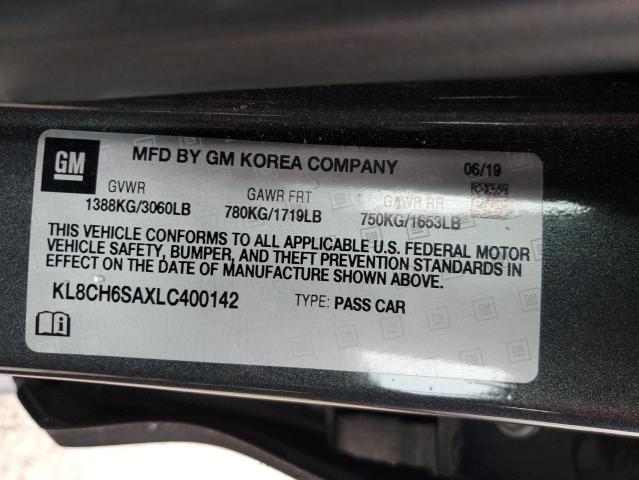 GM
MFD BY GM KOREA COMPANY 06/19
GVWR GAWR FRT GAWR RR
1388KG/3060LB 780KG/1719LB 750KG/1653LB
THIS VEHICLE CONFORMS TO ALL APPLICABLE U.S. FEDERAL MOTOR
VEHICLE SAFETY, BUMPER, AND THEFT PREVENTION STANDARDS
IN EFFECT ON THE DATE OF MANUFACTURE SHOWN ABOVE.
KL8CH6SAXLC400142 TYPE: PASS CAR